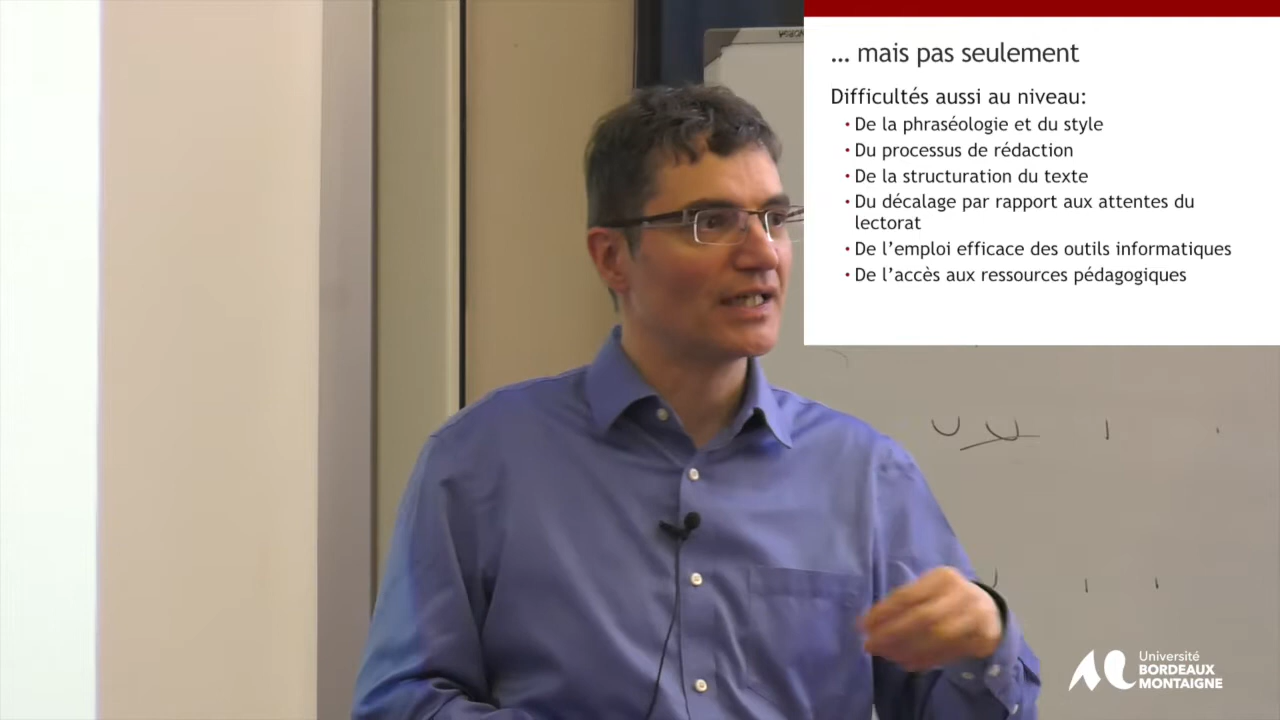 ... mais pas seulement
Difficultés aussi au niveau:
• De la phraséologie et du style
• Du processus de rédaction
• De la structuration du texte
• Du décalage par rapport aux attentes du
lectorat
• De l'emploi efficace des outils informatiques
• De l'accès aux ressources pédagogiques
Université
BORDEAUX
MONTAIGNE